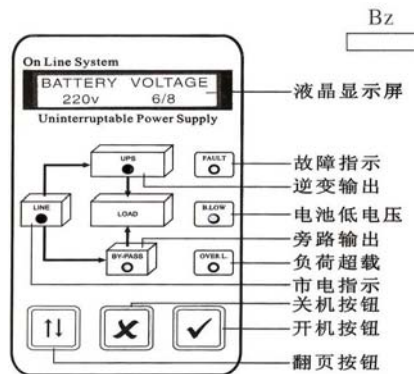 Bz
On Line System
BATTERY VOLTAGE
220v 6/8
液晶显示屏
Uninterruptable Power Supply
UPS
FAULT
故障指示
逆变输出
LINE
LOAD
B.LOW
电池低电压
旁路输出
BY-PASS
OVER L.
负荷超载
市电指示
关机按钮
开机按钮
翻页按钮